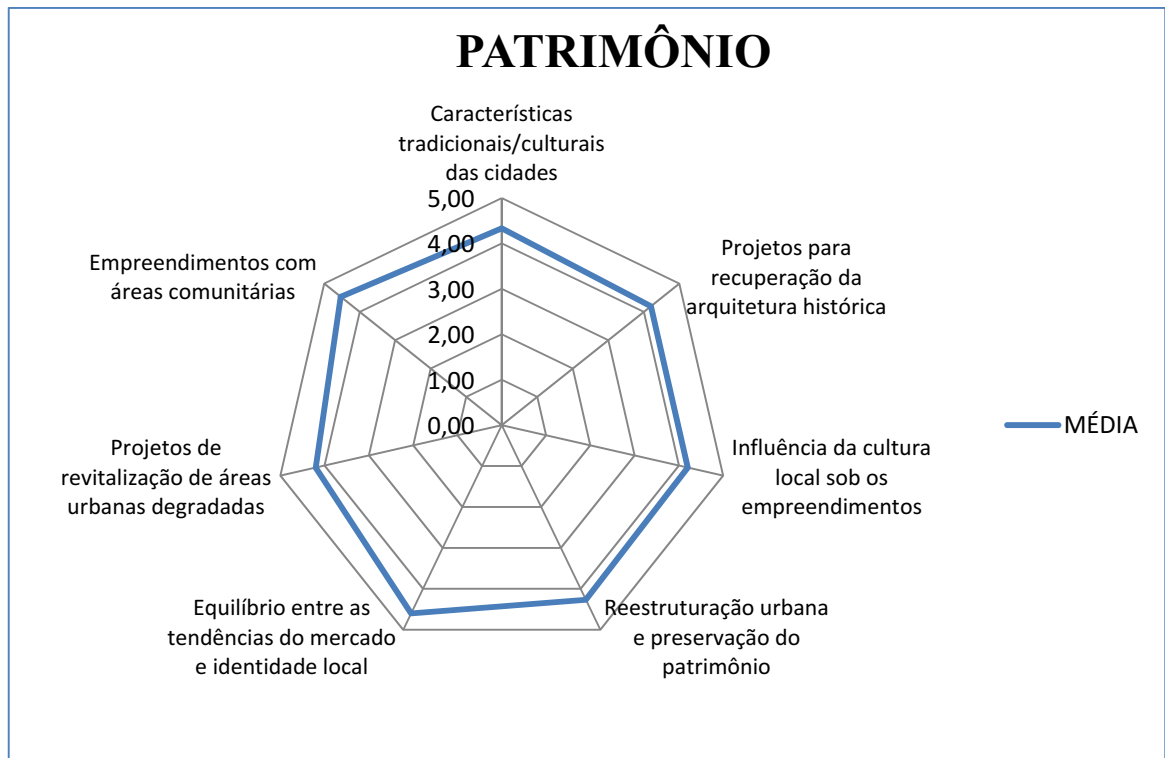 PATRIMÔNIO
Características
tradicionais/culturais
das cidades
5,00
4,00
3,00
2,00
1,00
0,00
Projetos para
recuperação da
arquitetura histórica
Influência da cultura
local sob os
empreendimentos
Reestruturação urbana
e preservação do
patrimônio
Equilíbrio entre as
tendências do mercado
e identidade local
Projetos de
revitalização de áreas
urbanas degradadas
Empreendimentos com
áreas comunitárias
MÉDIA